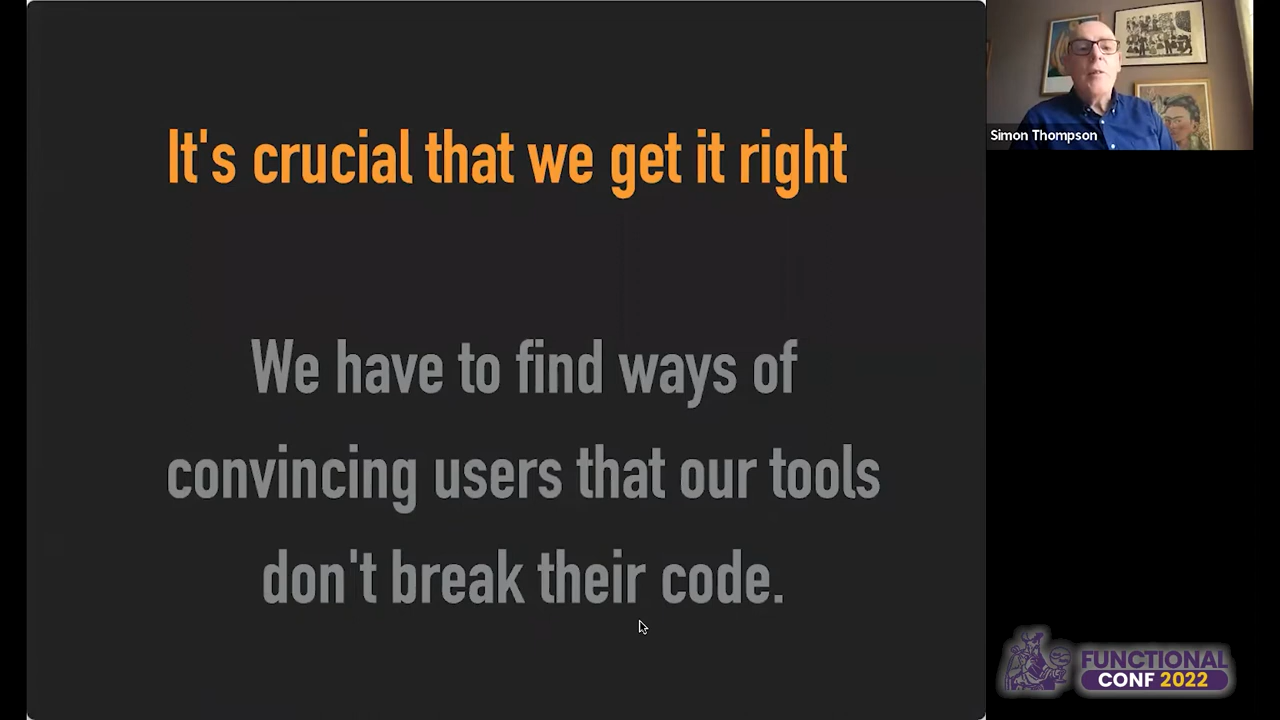 It's crucial that we get it right
We have to find ways of
convincing users that our tools
don't break their code.
Simon Thompson
FUNCTIONAL
CONF 2022